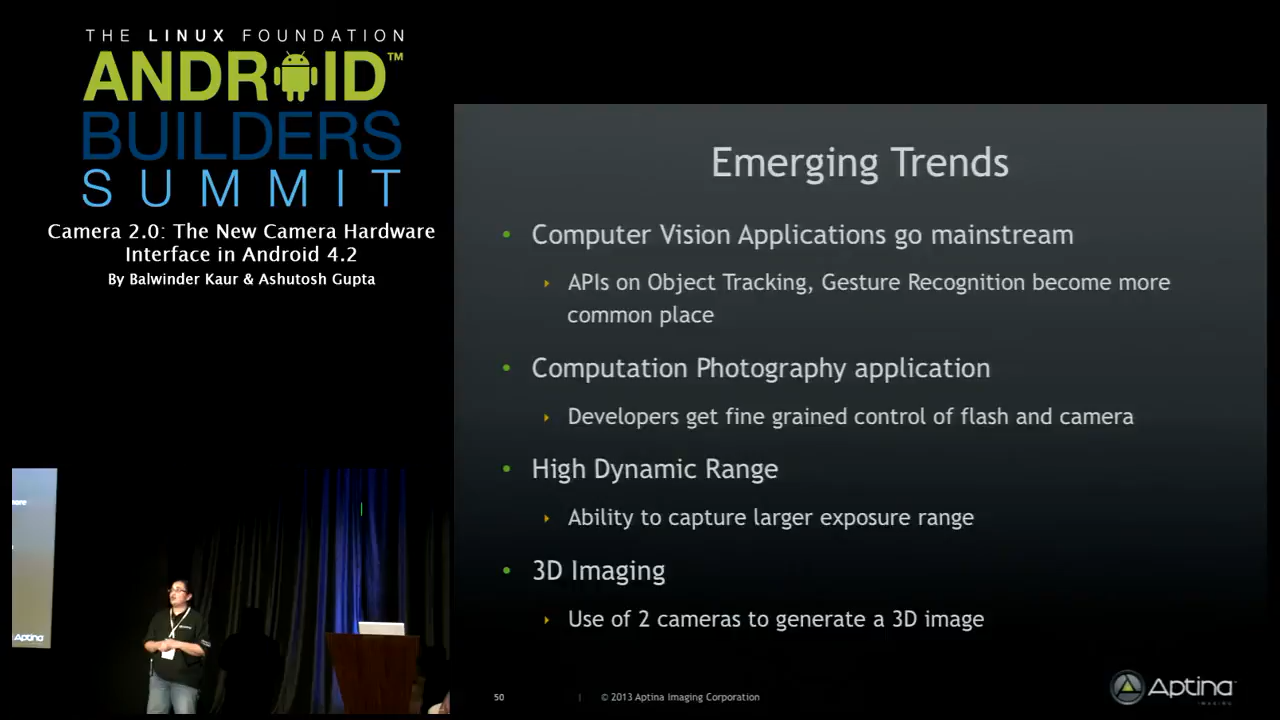 THE LINUX FOUNDATION
ANDROID™
BUILDERS
SUMMIT
Camera 2.0: The New Camera Hardware
Interface in Android 4.2
By Balwinder Kaur & Ashutosh Gupta
Emerging Trends
• Computer Vision Applications go mainstream
‣ APIs on Object Tracking, Gesture Recognition become more
common place
• Computation Photography application
‣ Developers get fine grained control of flash and camera
• High Dynamic Range
‣ Ability to capture larger exposure range
• 3D Imaging
‣ Use of 2 cameras to generate a 3D image
50 | © 2013 Aptina Imaging Corporation
Aptina
IMAGING
Aptina